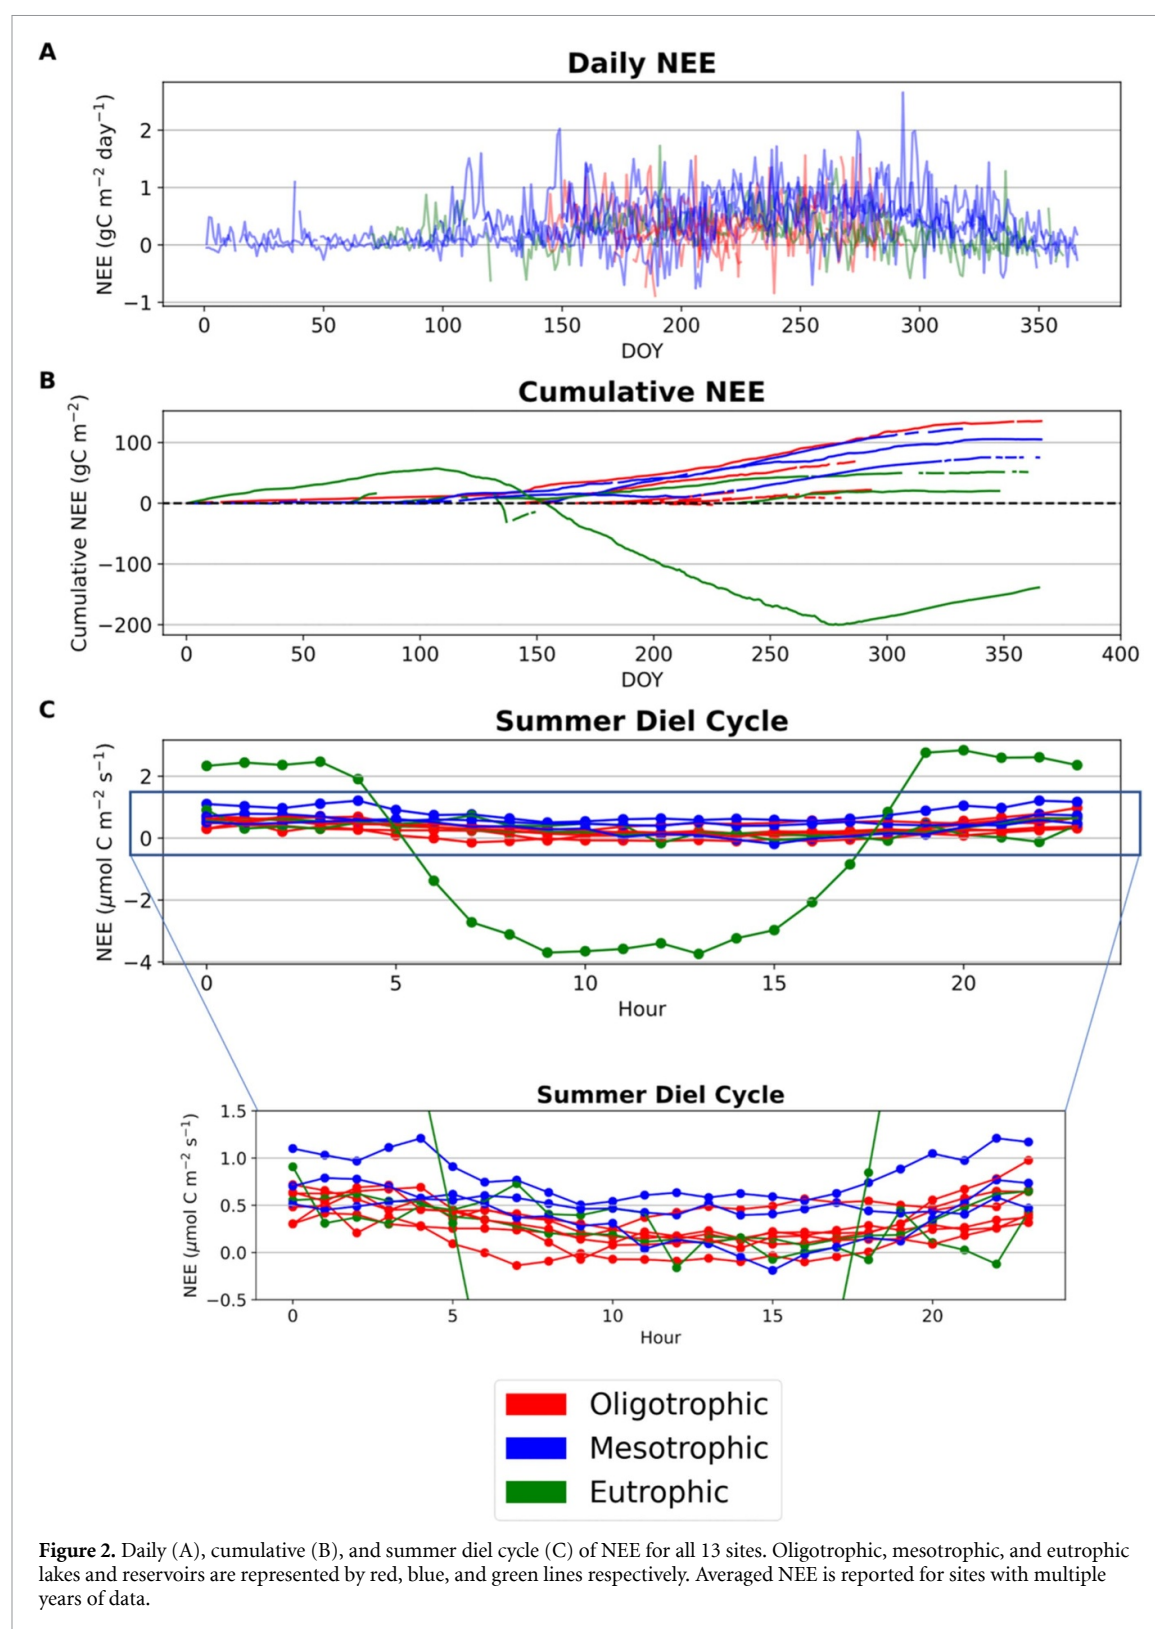 A
Daily NEE
NEE (gC m⁻² day⁻¹)
2
1
0
−1
0 50 100 150 200 250 300 350
DOY
B
Cumulative NEE
Cumulative NEE (gC m⁻²)
100
0
−100
−200
0 50 100 150 200 250 300 350 400
DOY
C
Summer Diel Cycle
NEE (μmol C m⁻² s⁻¹)
2
0
−2
−4
0 5 10 15 20
Hour
Summer Diel Cycle
NEE (μmol C m⁻² s⁻¹)
1.5
1.0
0.5
0.0
−0.5
0 5 10 15 20
Hour
Oligotrophic
Mesotrophic
Eutrophic
Figure 2. Daily (A), cumulative (B), and summer diel cycle (C) of NEE for all 13 sites. Oligotrophic, mesotrophic, and eutrophic
lakes and reservoirs are represented by red, blue, and green lines respectively. Averaged NEE is reported for sites with multiple
years of data.